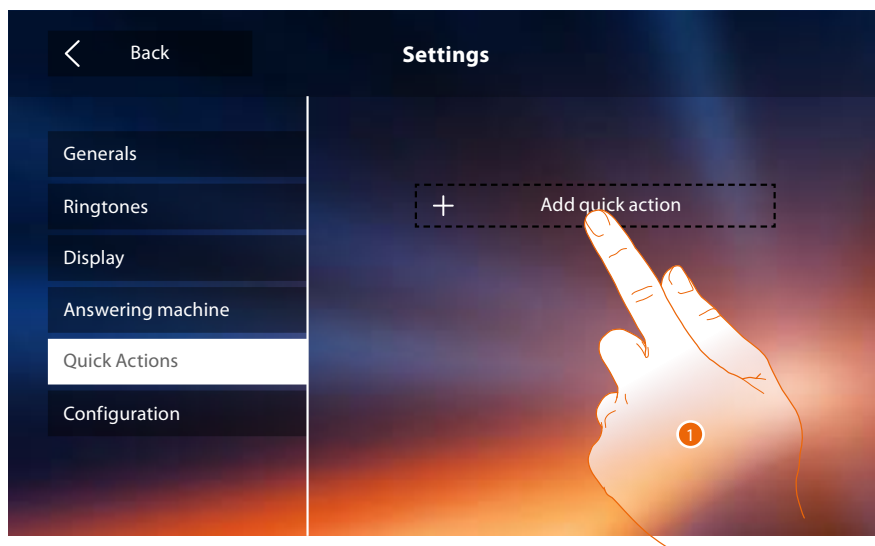 Back
Settings
Generals
Ringtones
Display
Answering machine
Quick Actions
Configuration
+ Add quick action
1